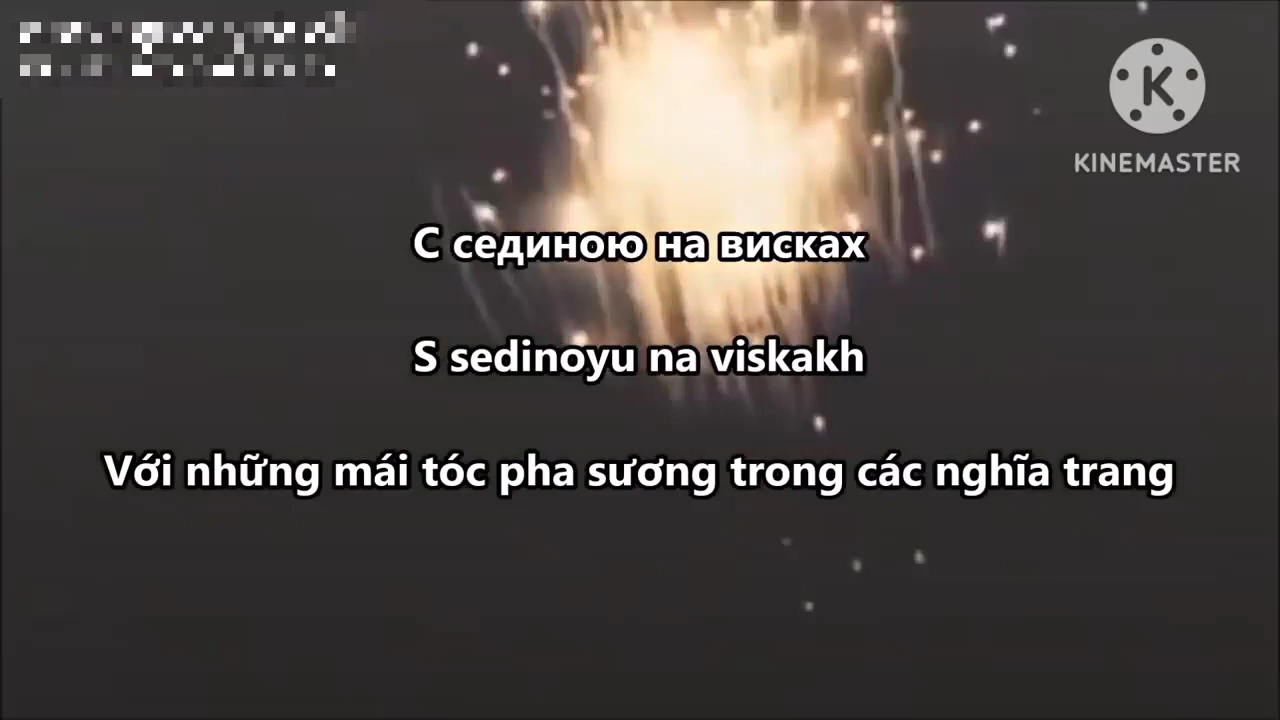 KINEMASTER
С сединою на висках
S sedinoyu na viskakh
Với những mái tóc pha sương trong các nghĩa trang